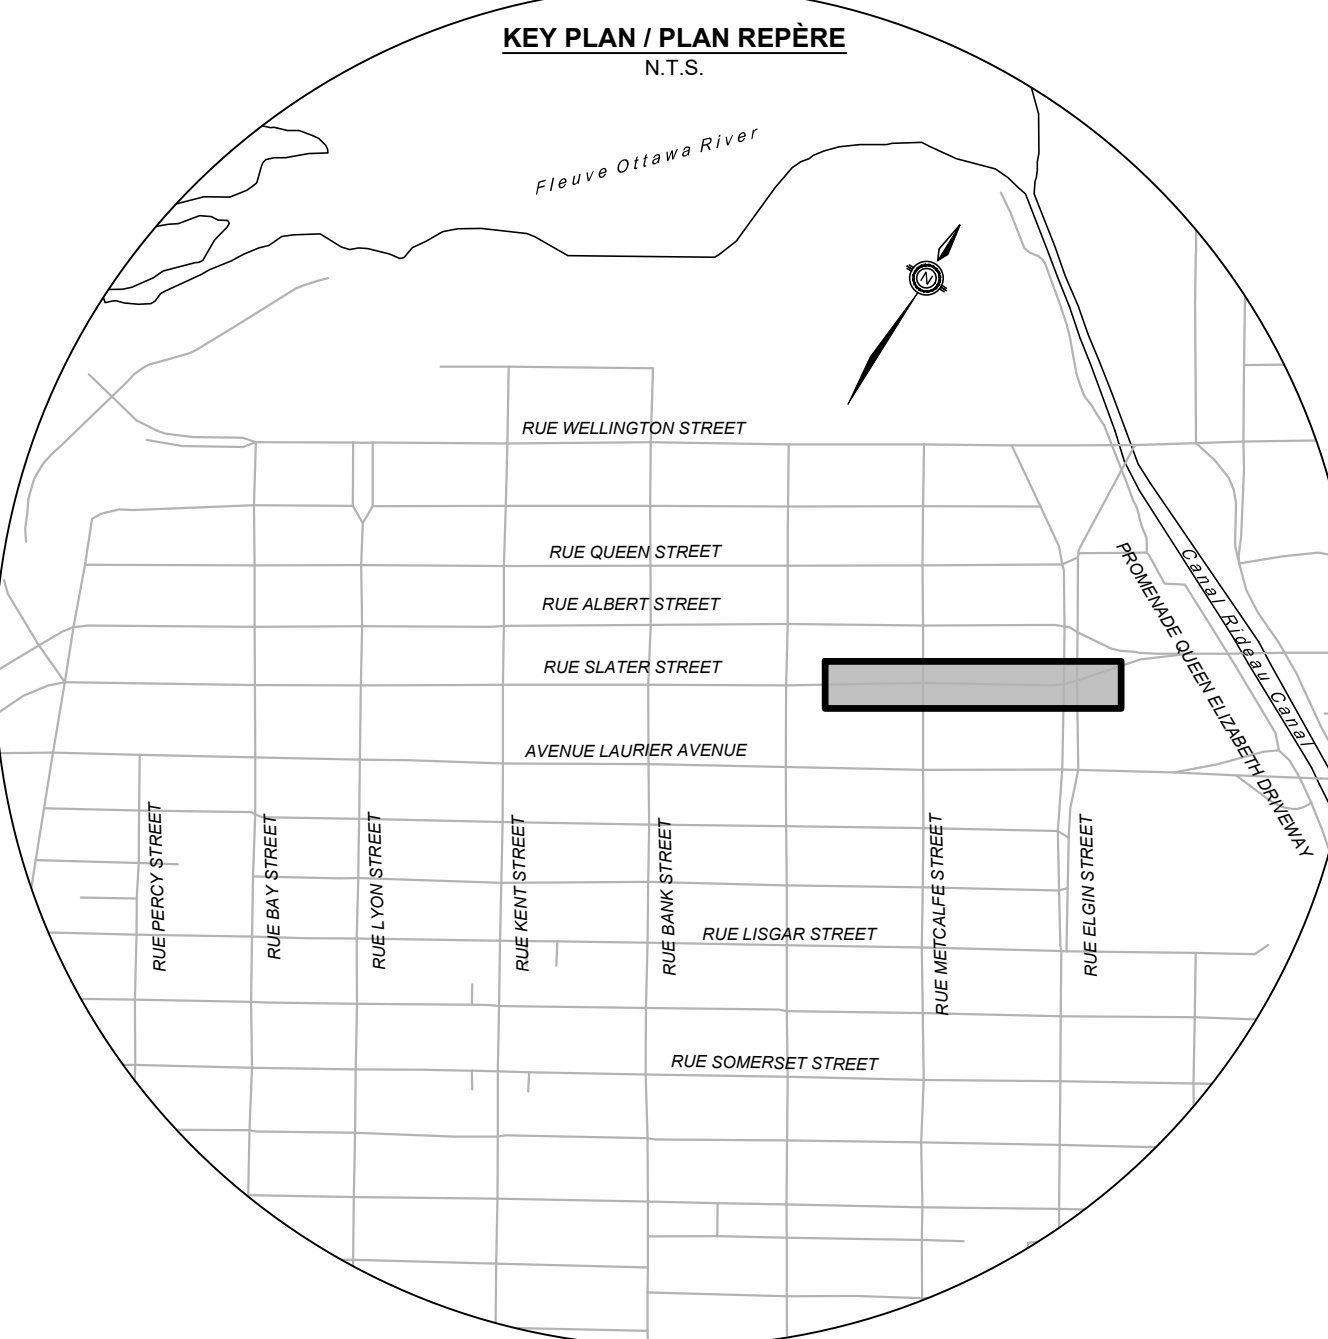 KEY PLAN / PLAN REPÈRE
N.T.S.
Fleuve Ottawa River
N
RUE WELLINGTON STREET
RUE QUEEN STREET
RUE ALBERT STREET
RUE SLATER STREET
AVENUE LAURIER AVENUE
PROMENADE QUEEN ELIZABETH DRIVEWAY
Canal Rideau Canal
RUE PERCY STREET
RUE BAY STREET
RUE LYON STREET
RUE KENT STREET
RUE BANK STREET
RUE METCALFE STREET
RUE ELGIN STREET
RUE LISGAR STREET
RUE SOMERSET STREET